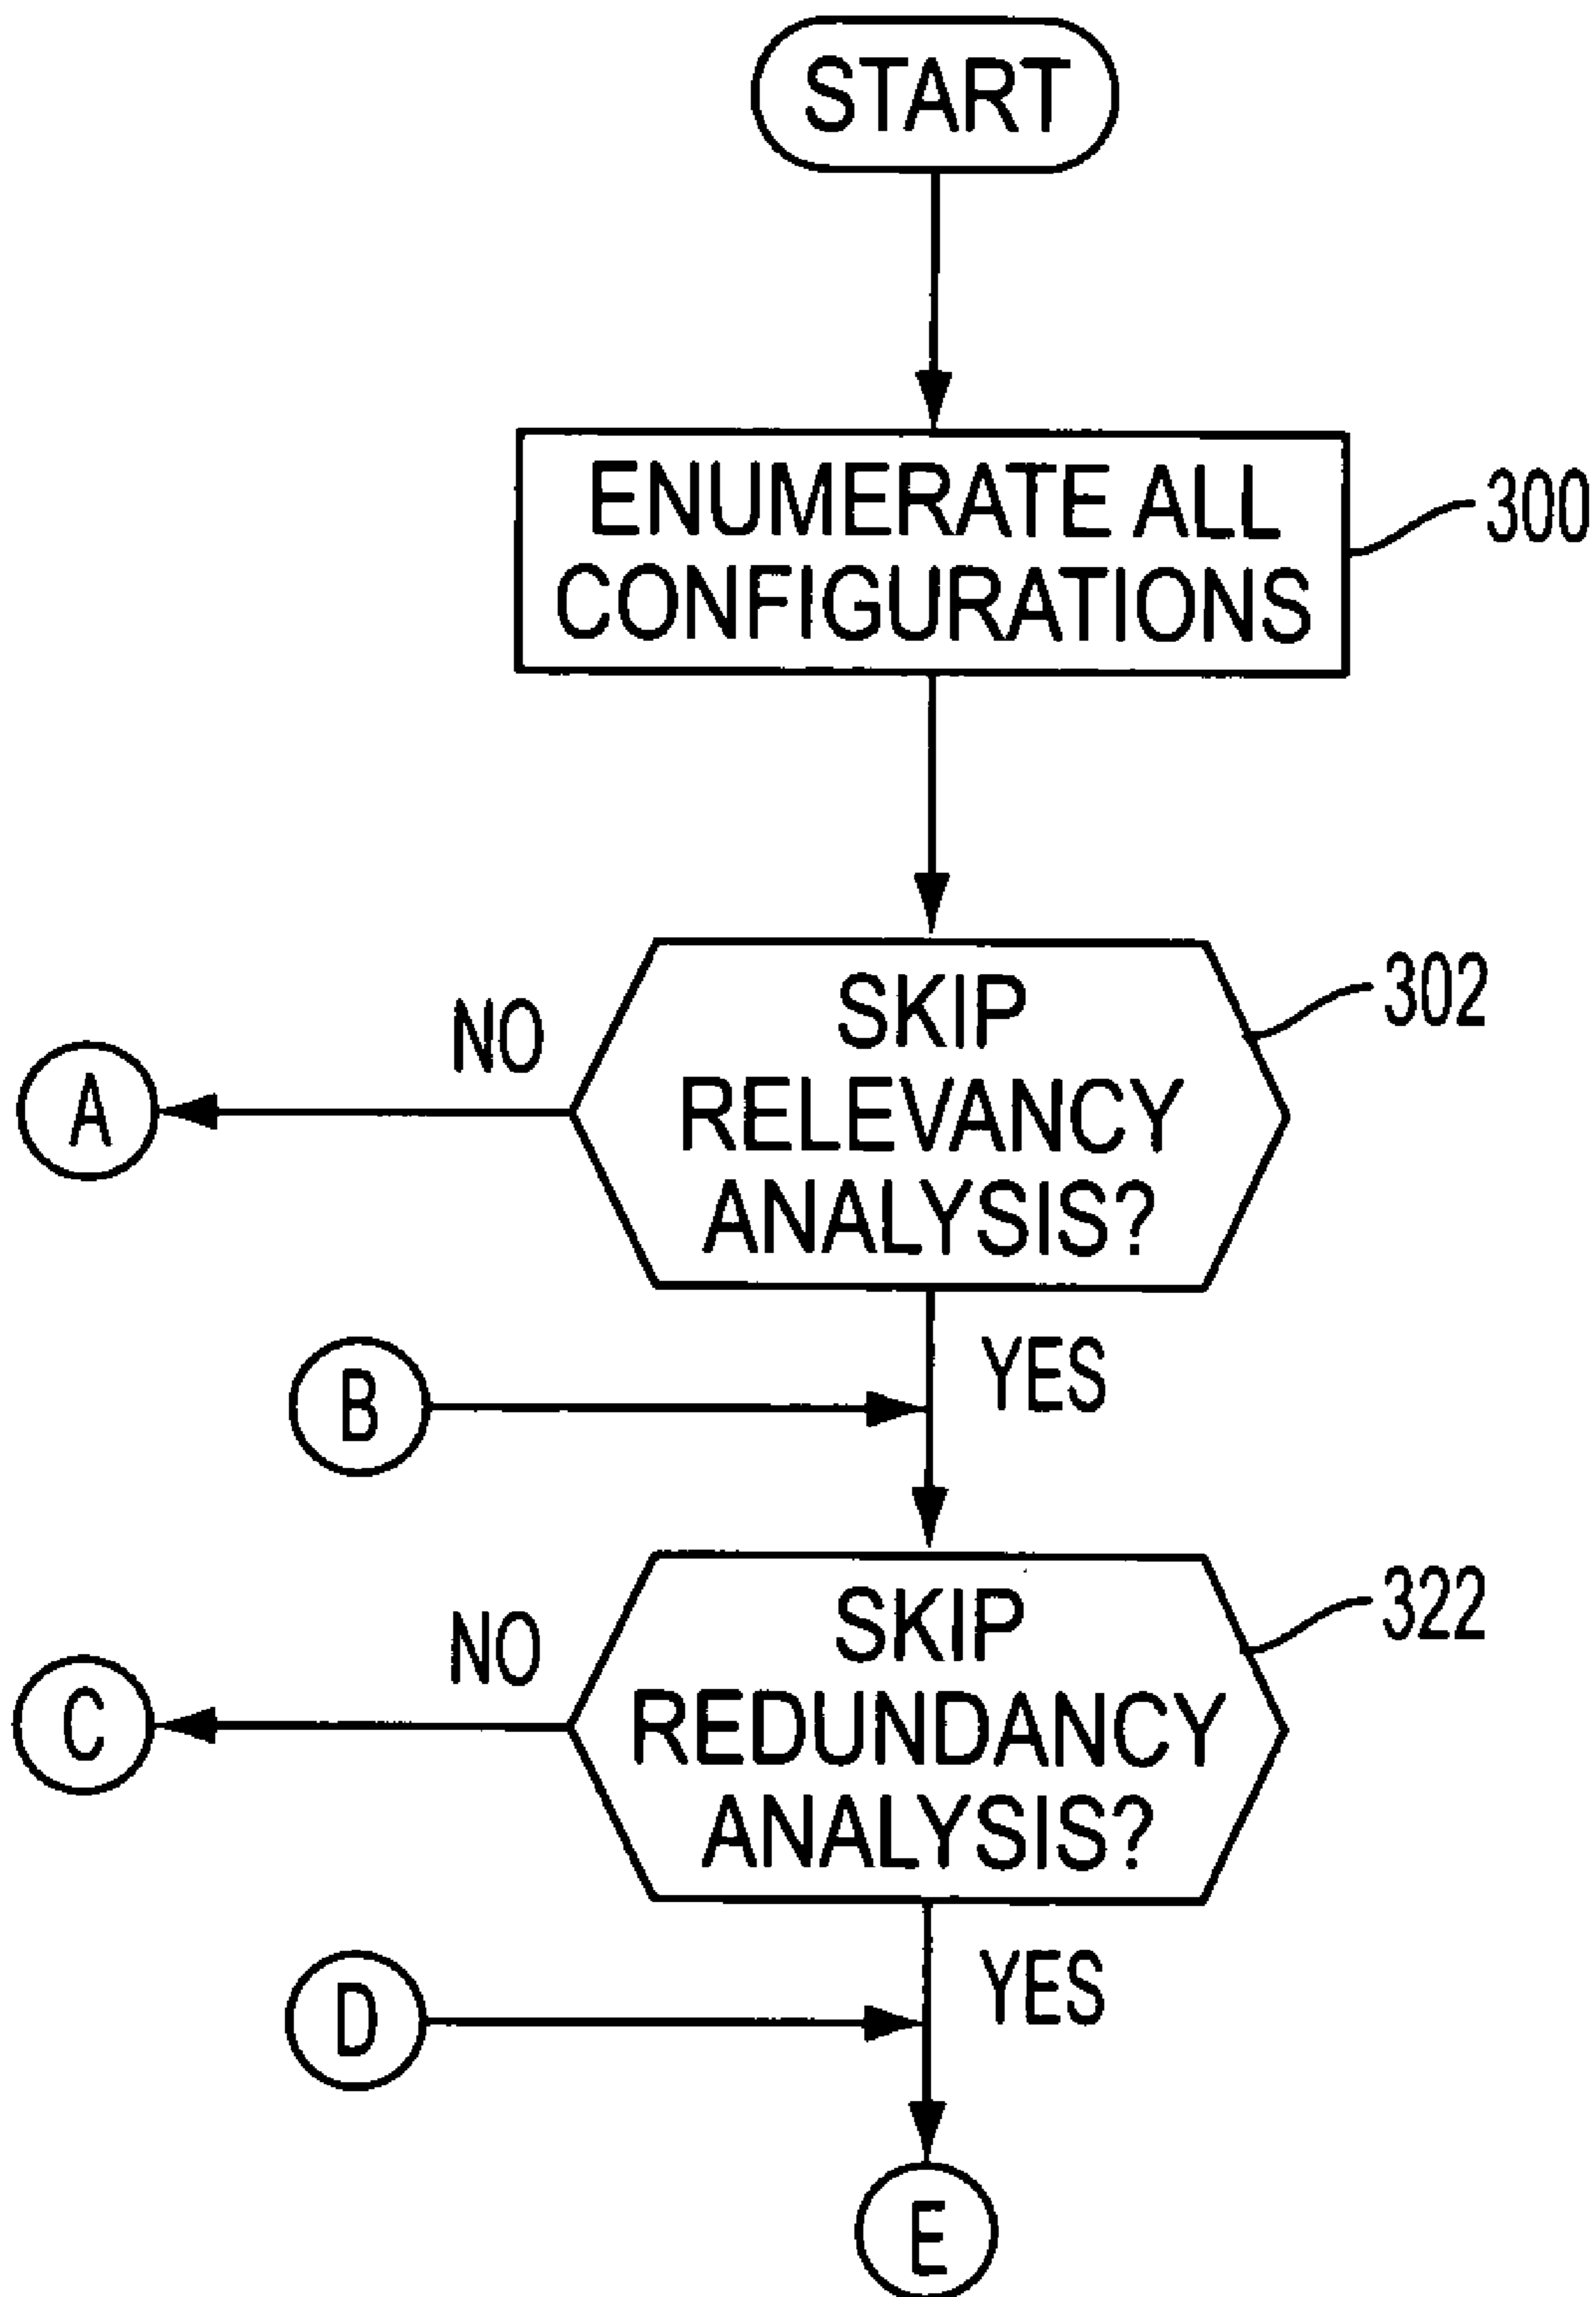 START
ENUMERATE ALL
CONFIGURATIONS
300
SKIP
RELEVANCY
ANALYSIS?
302
NO
A
YES
B
SKIP
REDUNDANCY
ANALYSIS?
322
NO
C
YES
D
E